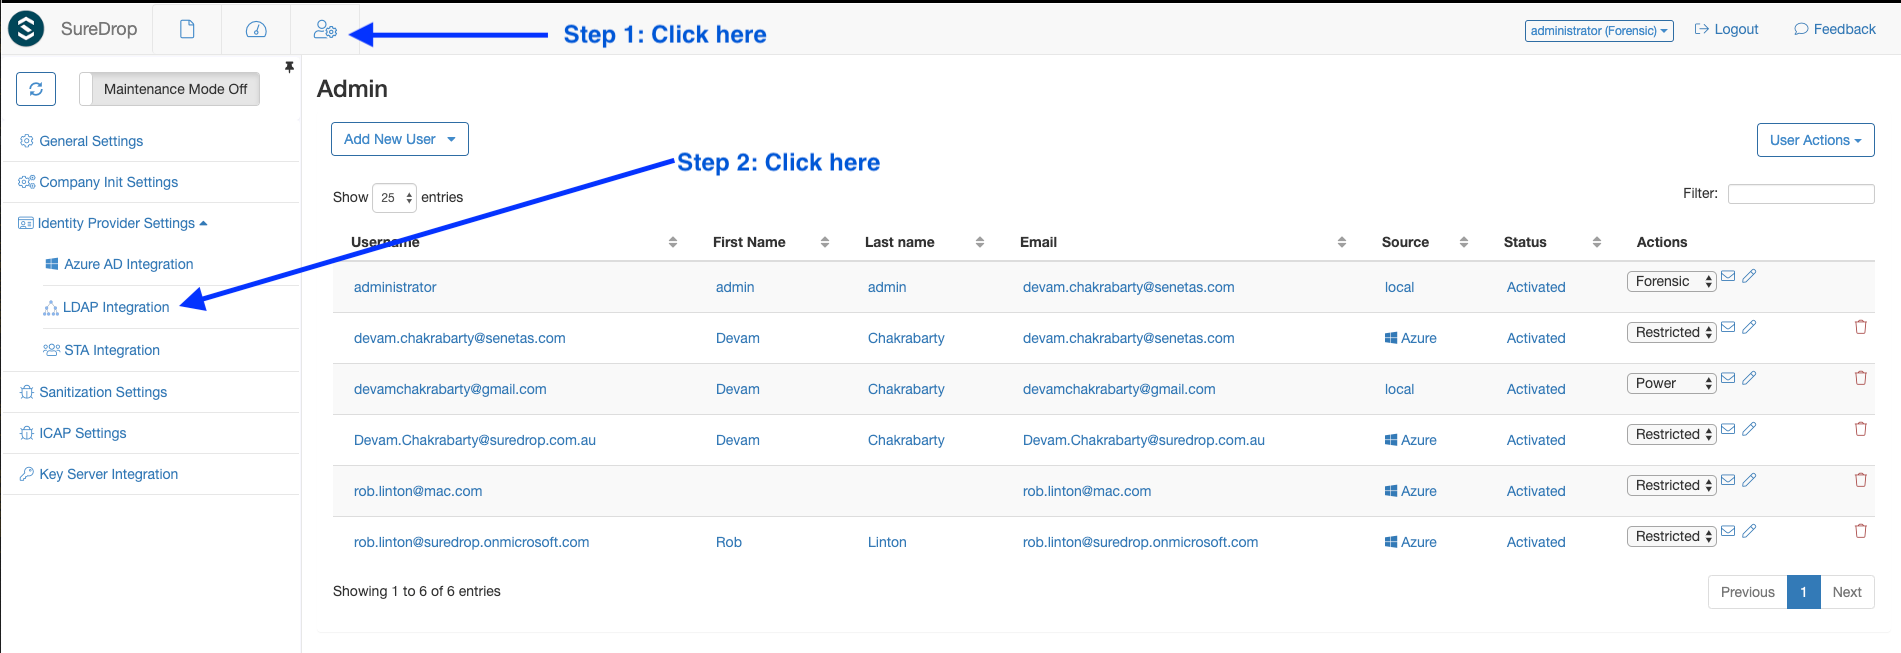 SureDrop
Step 1: Click here
administrator (Forensic)
Logout
Feedback
Maintenance Mode Off
General Settings
Company Init Settings
Identity Provider Settings
Azure AD Integration
LDAP Integration
STA Integration
Sanitization Settings
ICAP Settings
Key Server Integration
Admin
Add New User
User Actions
Step 2: Click here
Show 25 entries
Filter:
Username First Name Last name Email Source Status Actions
administrator admin admin devam.chakrabarty@senetas.com local Activated Forensic
devam.chakrabarty@senetas.com Devam Chakrabarty devam.chakrabarty@senetas.com Azure Activated Restricted
devamchakrabarty@gmail.com Devam Chakrabarty devamchakrabarty@gmail.com local Activated Power
Devam.Chakrabarty@suredrop.com.au Devam Chakrabarty Devam.Chakrabarty@suredrop.com.au Azure Activated Restricted
rob.linton@mac.com rob.linton@mac.com Azure Activated Restricted
rob.linton@suredrop.onmicrosoft.com Rob Linton rob.linton@suredrop.onmicrosoft.com Azure Activated Restricted
Showing 1 to 6 of 6 entries
Previous 1 Next